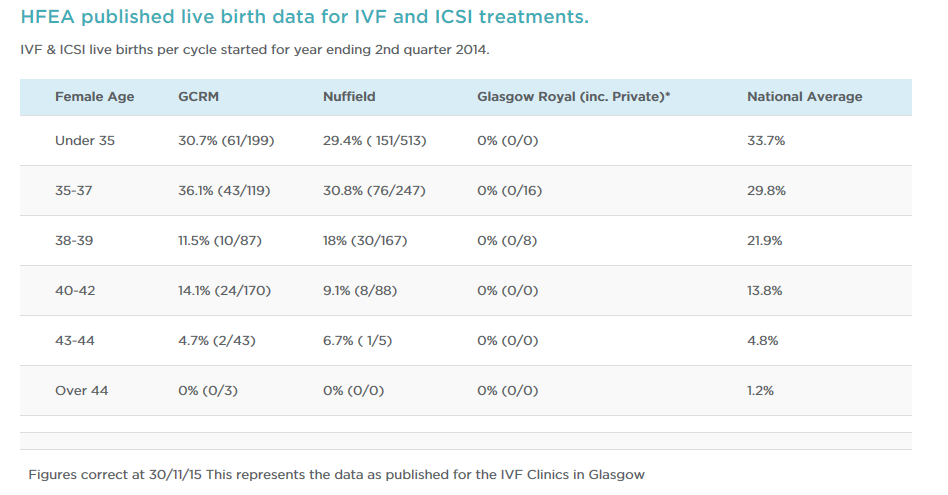 HFEA published live birth data for IVF and ICSI treatments.
IVF & ICSI live births per cycle started for year ending 2nd quarter 2014.
Female Age GCRM Nuffield Glasgow Royal (inc. Private)* National Average
Under 35 30.7% (61/199) 29.4% ( 151/513) 0% (0/0) 33.7%
35-37 36.1% (43/119) 30.8% (76/247) 0% (0/16) 29.8%
38-39 11.5% (10/87) 18% (30/167) 0% (0/8) 21.9%
40-42 14.1% (24/170) 9.1% (8/88) 0% (0/0) 13.8%
43-44 4.7% (2/43) 6.7% ( 1/5) 0% (0/0) 4.8%
Over 44 0% (0/3) 0% (0/0) 0% (0/0) 1.2%
Figures correct at 30/11/15 This represents the data as published for the IVF Clinics in Glasgow